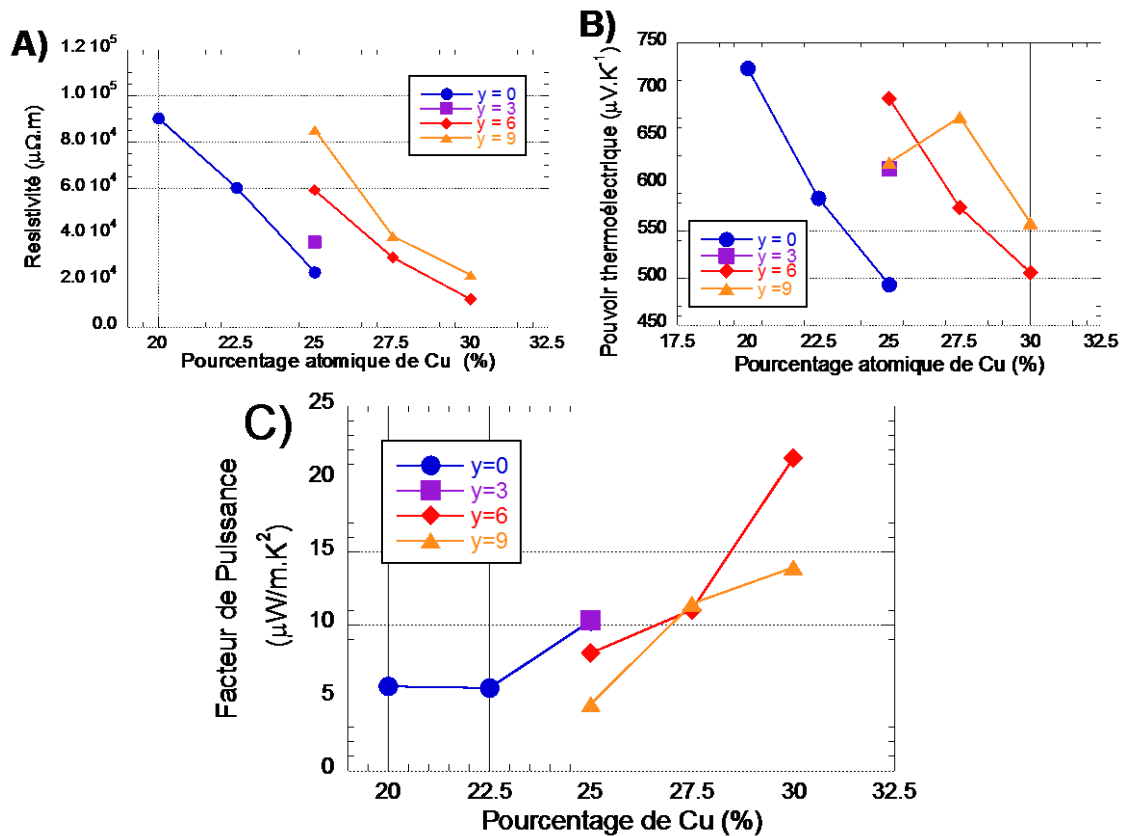 A)
1.2 10⁵
1.0 10⁵
8.0 10⁴
6.0 10⁴
4.0 10⁴
2.0 10⁴
0.0
Resistivité (µΩ.m)
y = 0
y = 3
y = 6
y = 9
20
22.5
25
27.5
30
32.5
Pourcentage atomique de Cu (%)
B)
750
700
650
600
550
500
450
Pouvoir thermoélectrique (µV.K⁻¹)
y = 0
y = 3
y = 6
y =9
17.5
20
22.5
25
27.5
30
32.5
Pourcentage atomique de Cu (%)
C)
25
20
15
10
5
0
Facteur de Puissance
(µW/m.K²)
y=0
y=3
y=6
y=9
20
22.5
25
27.5
30
32.5
Pourcentage de Cu (%)